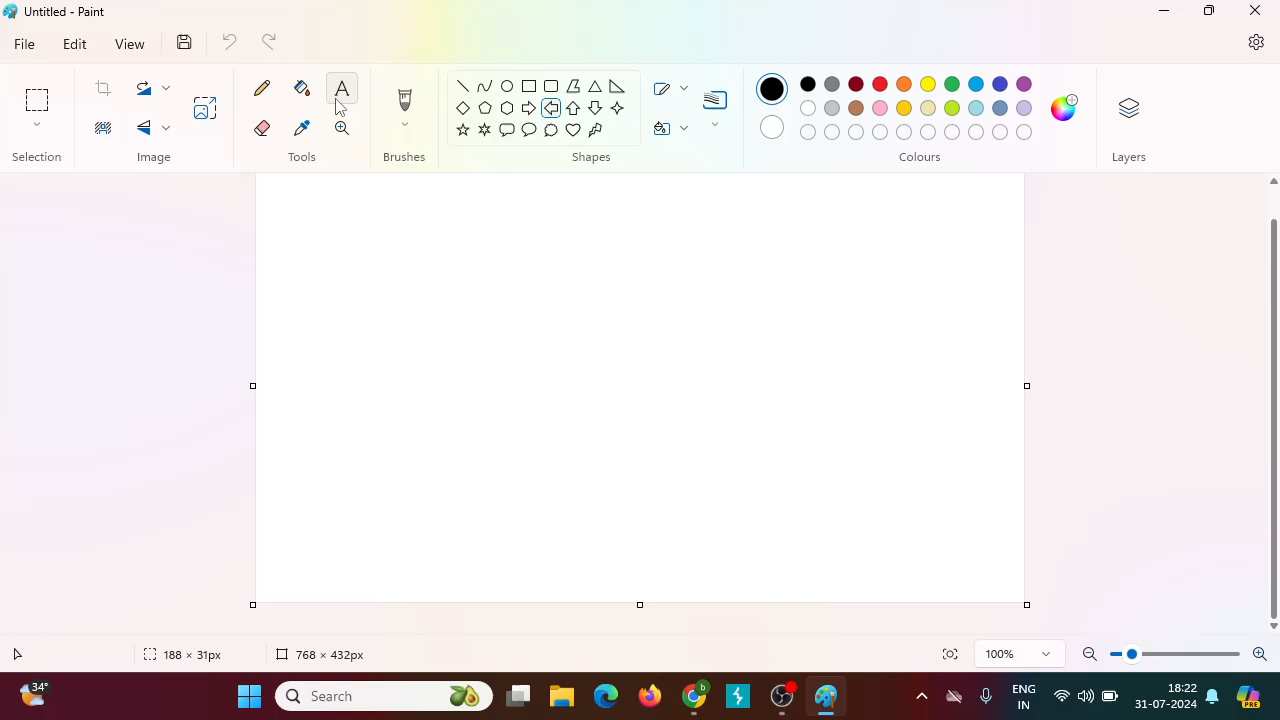 Untitled - Paint
File Edit View
Selection Image Tools Brushes Shapes Colours Layers
188 × 31px 768 × 432px 100%
34° Search ENG IN 18:22 31-07-2024 PRE